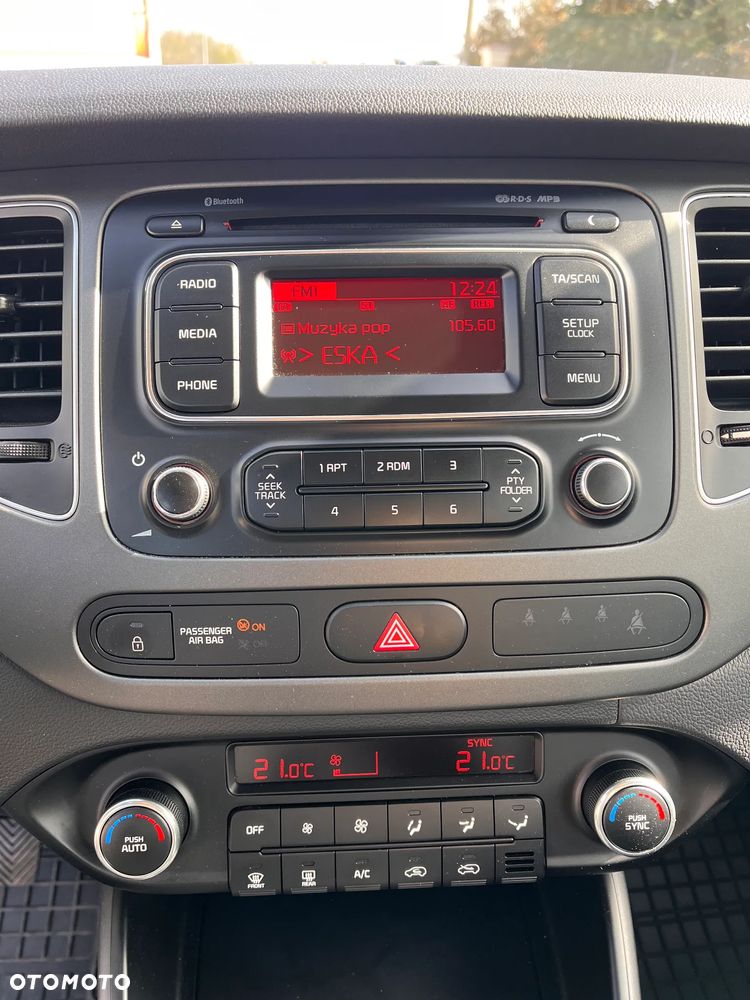 Bluetooth
R·D·S MP3
RADIO
MEDIA
PHONE
FM1 12:24
Muzyka pop 105.60
> ESKA <
TA/SCAN
SETUP
CLOCK
MENU
SEEK
TRACK
1 RPT 2 RDM 3
4 5 6
PTY
FOLDER
PASSENGER
AIR BAG
ON
OFF
SYNC
21.0°C 21.0°C
PUSH
AUTO
OFF
FRONT REAR A/C
PUSH
SYNC
OTOMOTO